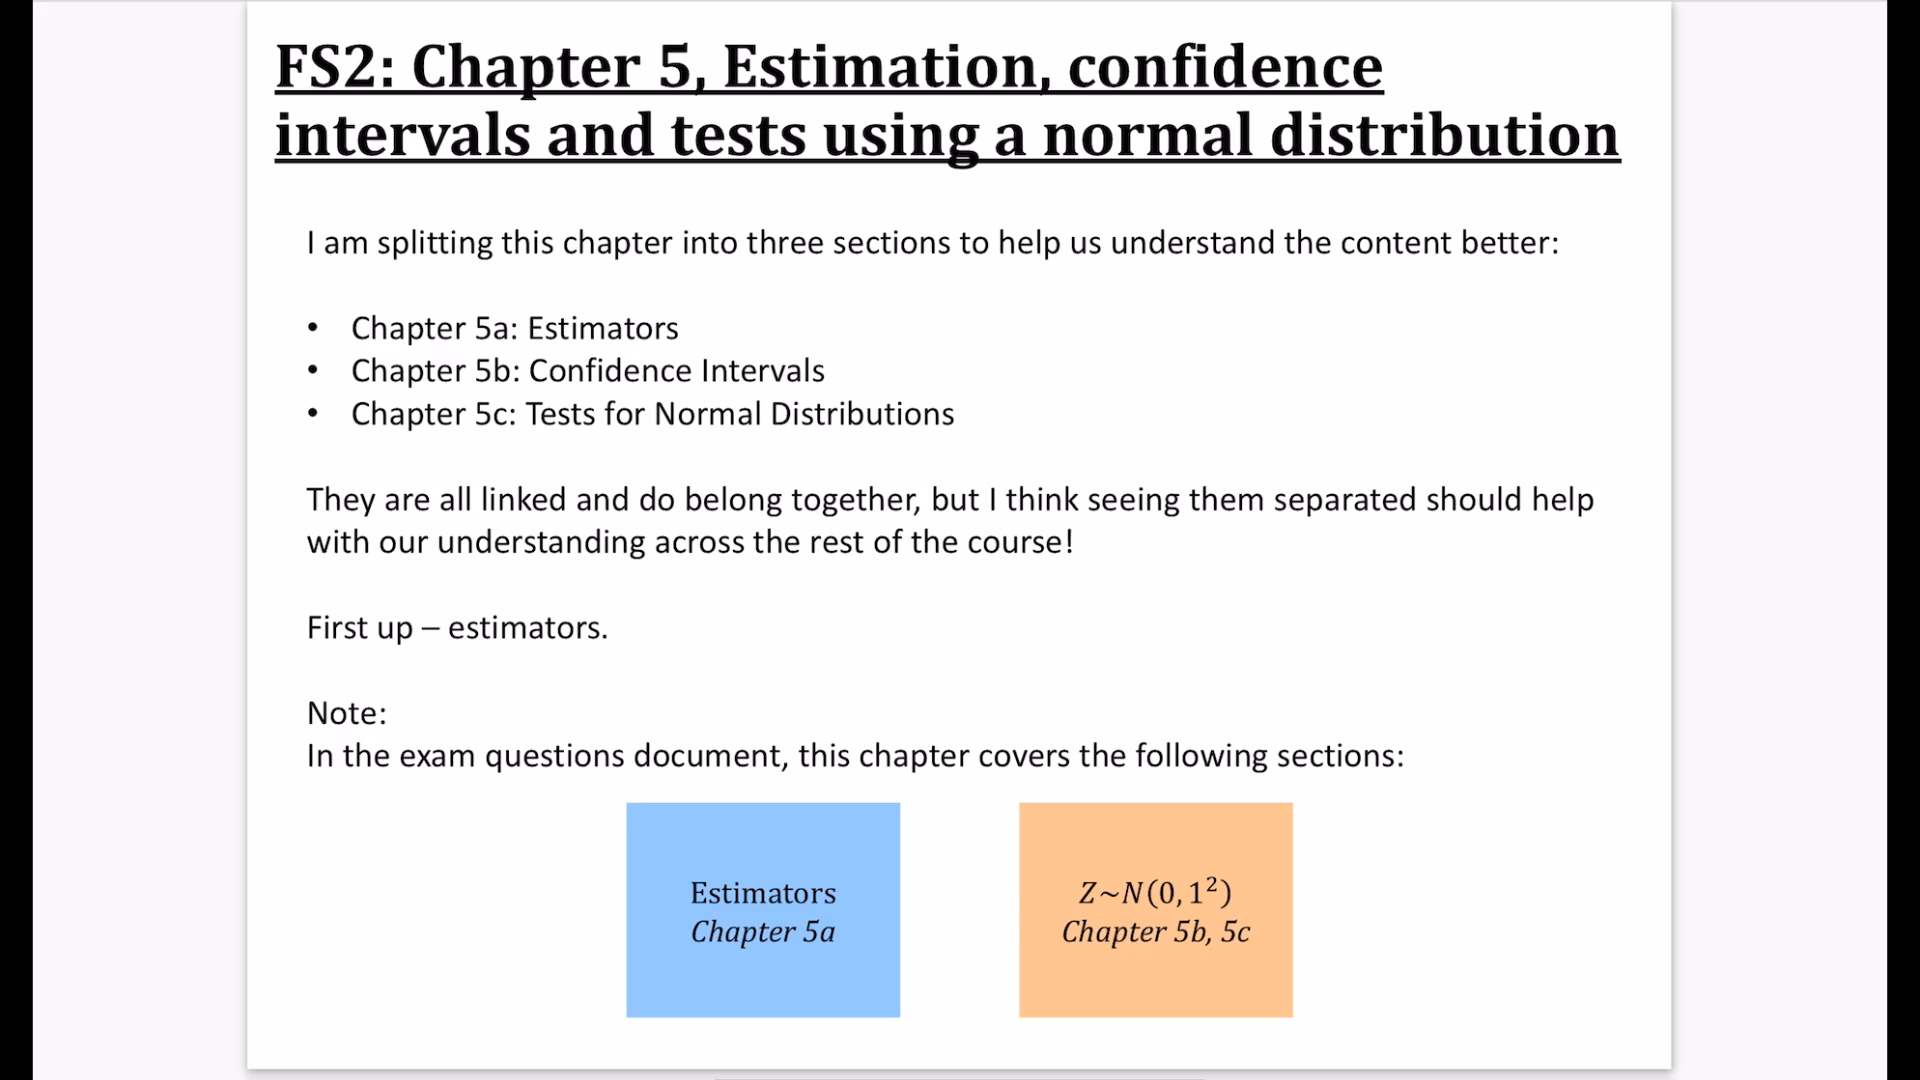 FS2: Chapter 5, Estimation, confidence
intervals and tests using a normal distribution
I am splitting this chapter into three sections to help us understand the content better:
• Chapter 5a: Estimators
• Chapter 5b: Confidence Intervals
• Chapter 5c: Tests for Normal Distributions
They are all linked and do belong together, but I think seeing them separated should help
with our understanding across the rest of the course!
First up – estimators.
Note:
In the exam questions document, this chapter covers the following sections:
Estimators
Chapter 5a
Z~N(0, 1²)
Chapter 5b, 5c